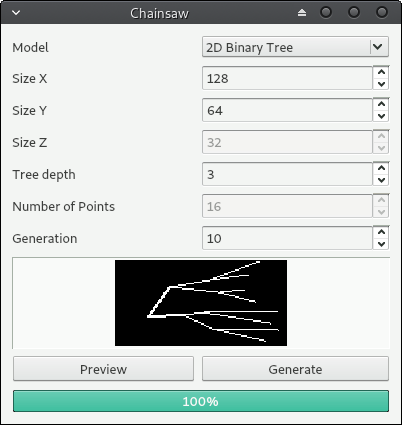 Chainsaw
Model 2D Binary Tree
Size X 128
Size Y 64
Size Z 32
Tree depth 3
Number of Points 16
Generation 10
Preview Generate
100%